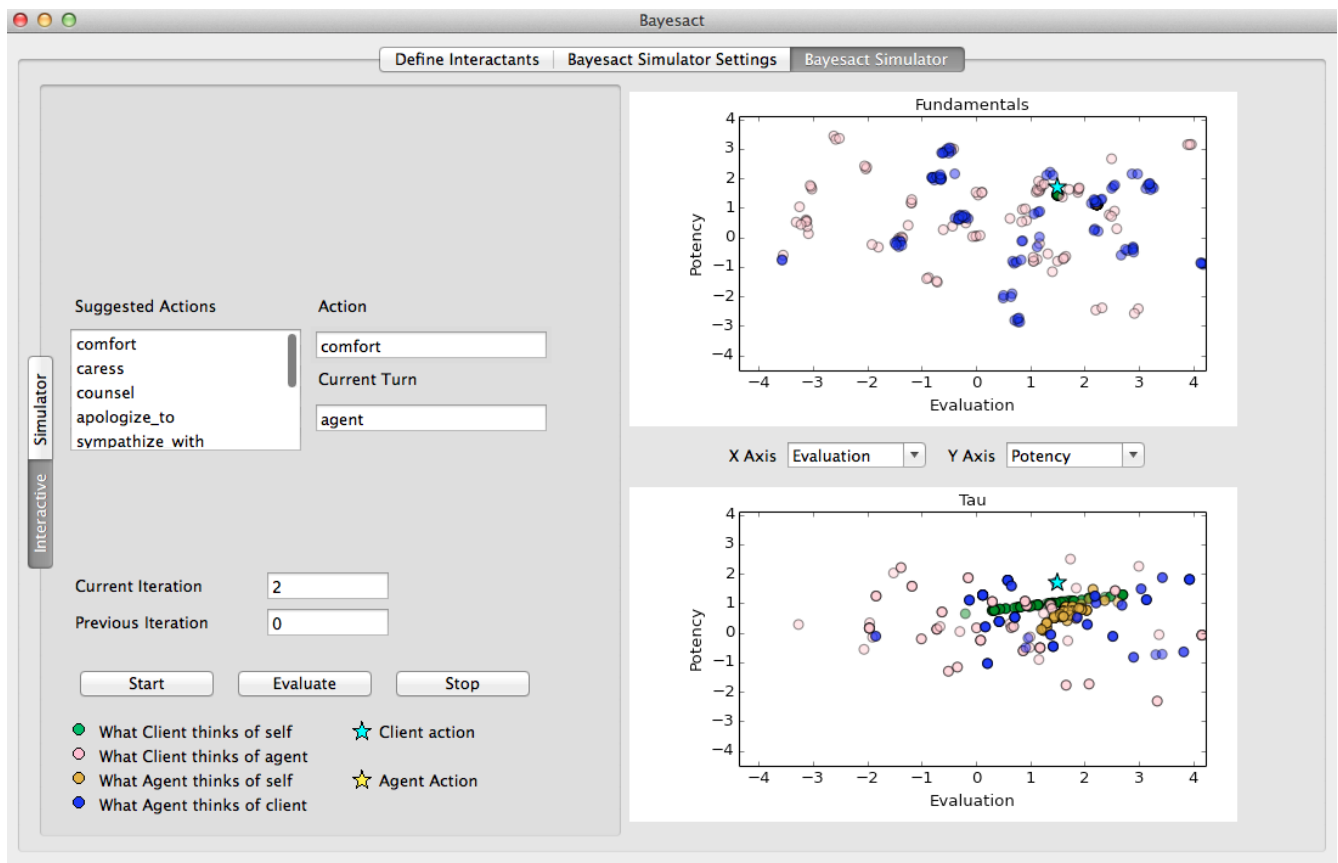 Bayesact
Define Interactants
Bayesact Simulator Settings
Bayesact Simulator
Simulator
Interactive
Suggested Actions
comfort
caress
counsel
apologize_to
sympathize_with
Action
comfort
Current Turn
agent
Current Iteration
2
Previous Iteration
0
Start
Evaluate
Stop
What Client thinks of self
What Client thinks of agent
What Agent thinks of self
What Agent thinks of client
Client action
Agent Action
Fundamentals
4
3
2
1
0
−1
−2
−3
−4
Potency
−4 −3 −2 −1 0 1 2 3 4
Evaluation
X Axis
Evaluation
Y Axis
Potency
Tau
4
3
2
1
0
−1
−2
−3
−4
Potency
−4 −3 −2 −1 0 1 2 3 4
Evaluation